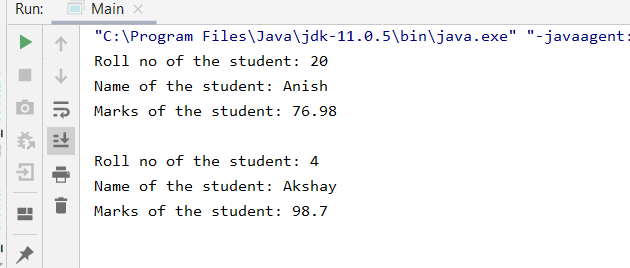 Run: Main
"C:\Program Files\Java\jdk-11.0.5\bin\java.exe" "-javaagent:
Roll no of the student: 20
Name of the student: Anish
Marks of the student: 76.98
Roll no of the student: 4
Name of the student: Akshay
Marks of the student: 98.7